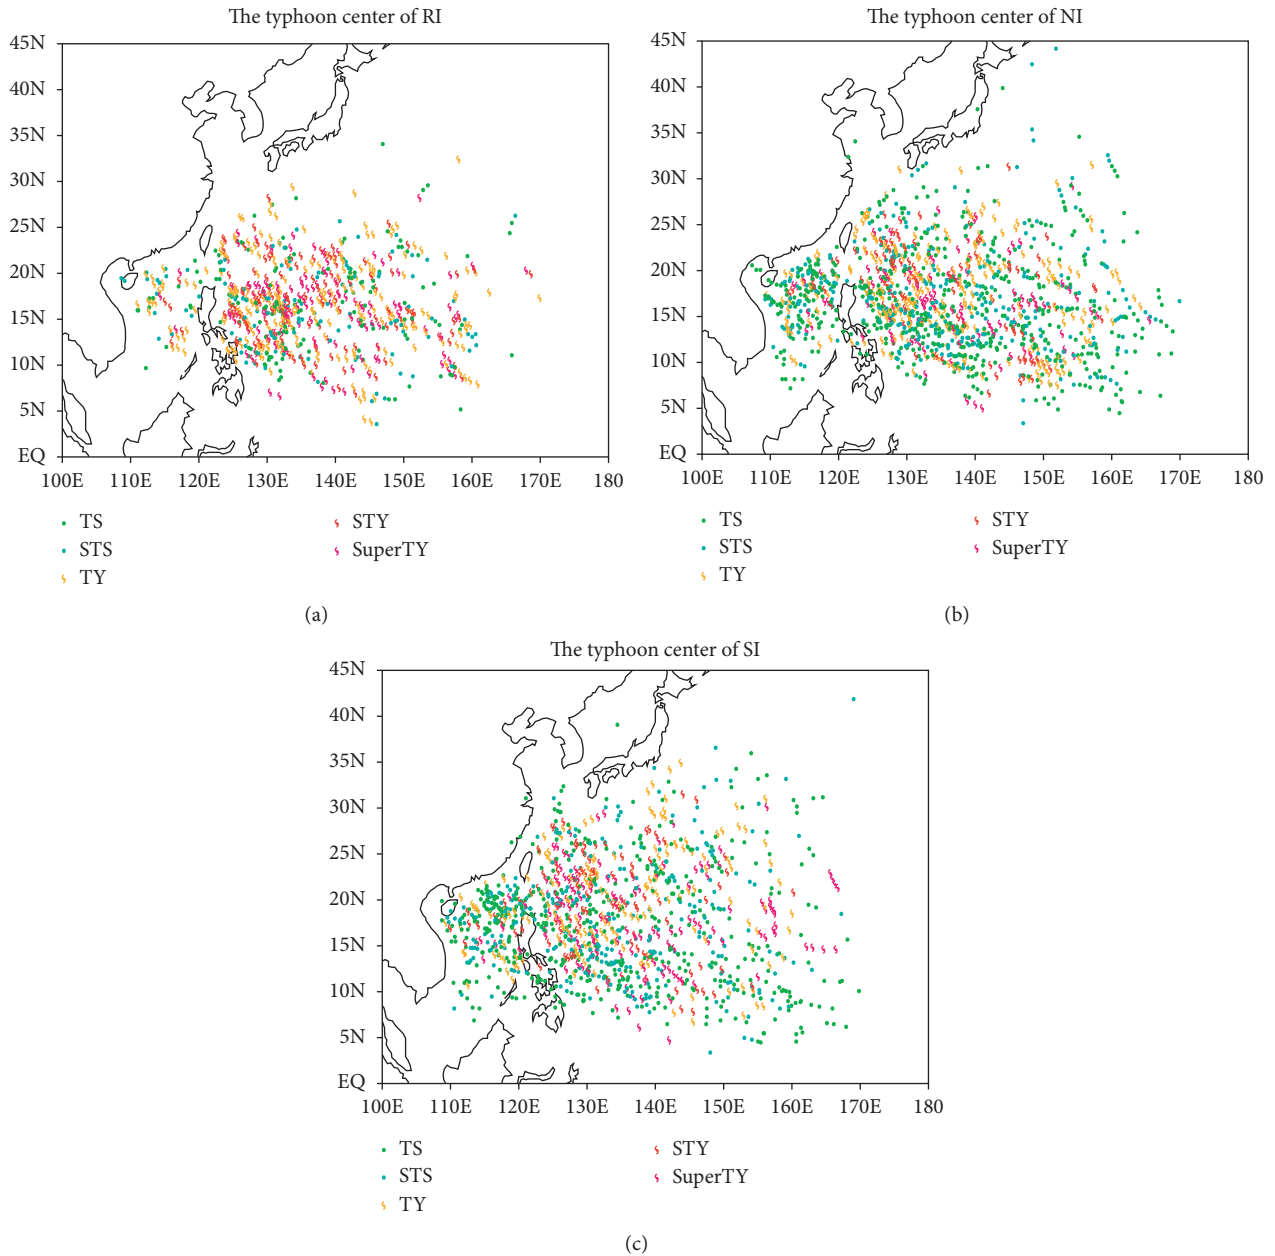 The typhoon center of RI
45N
40N
35N
30N
25N
20N
15N
10N
5N
EQ
100E 110E 120E 130E 140E 150E 160E 170E 180
TS
STS
TY
STY
SuperTY
(a)
The typhoon center of NI
45N
40N
35N
30N
25N
20N
15N
10N
5N
EQ
100E 110E 120E 130E 140E 150E 160E 170E 180
TS
STS
TY
STY
SuperTY
(b)
The typhoon center of SI
45N
40N
35N
30N
25N
20N
15N
10N
5N
EQ
100E 110E 120E 130E 140E 150E 160E 170E 180
TS
STS
TY
STY
SuperTY
(c)